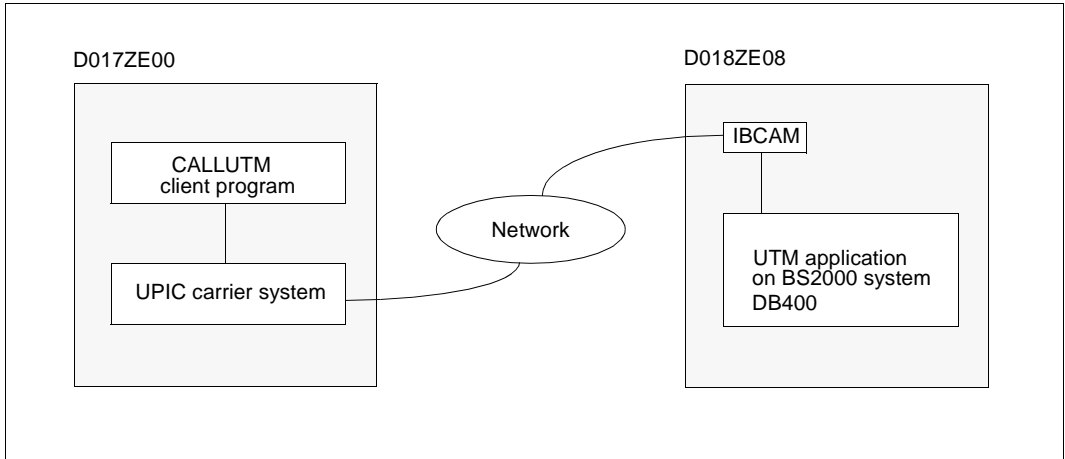 D017ZE00
CALLUTM
client program
UPIC carrier system
Network
D018ZE08
IBCAM
UTM application
on BS2000 system
DB400